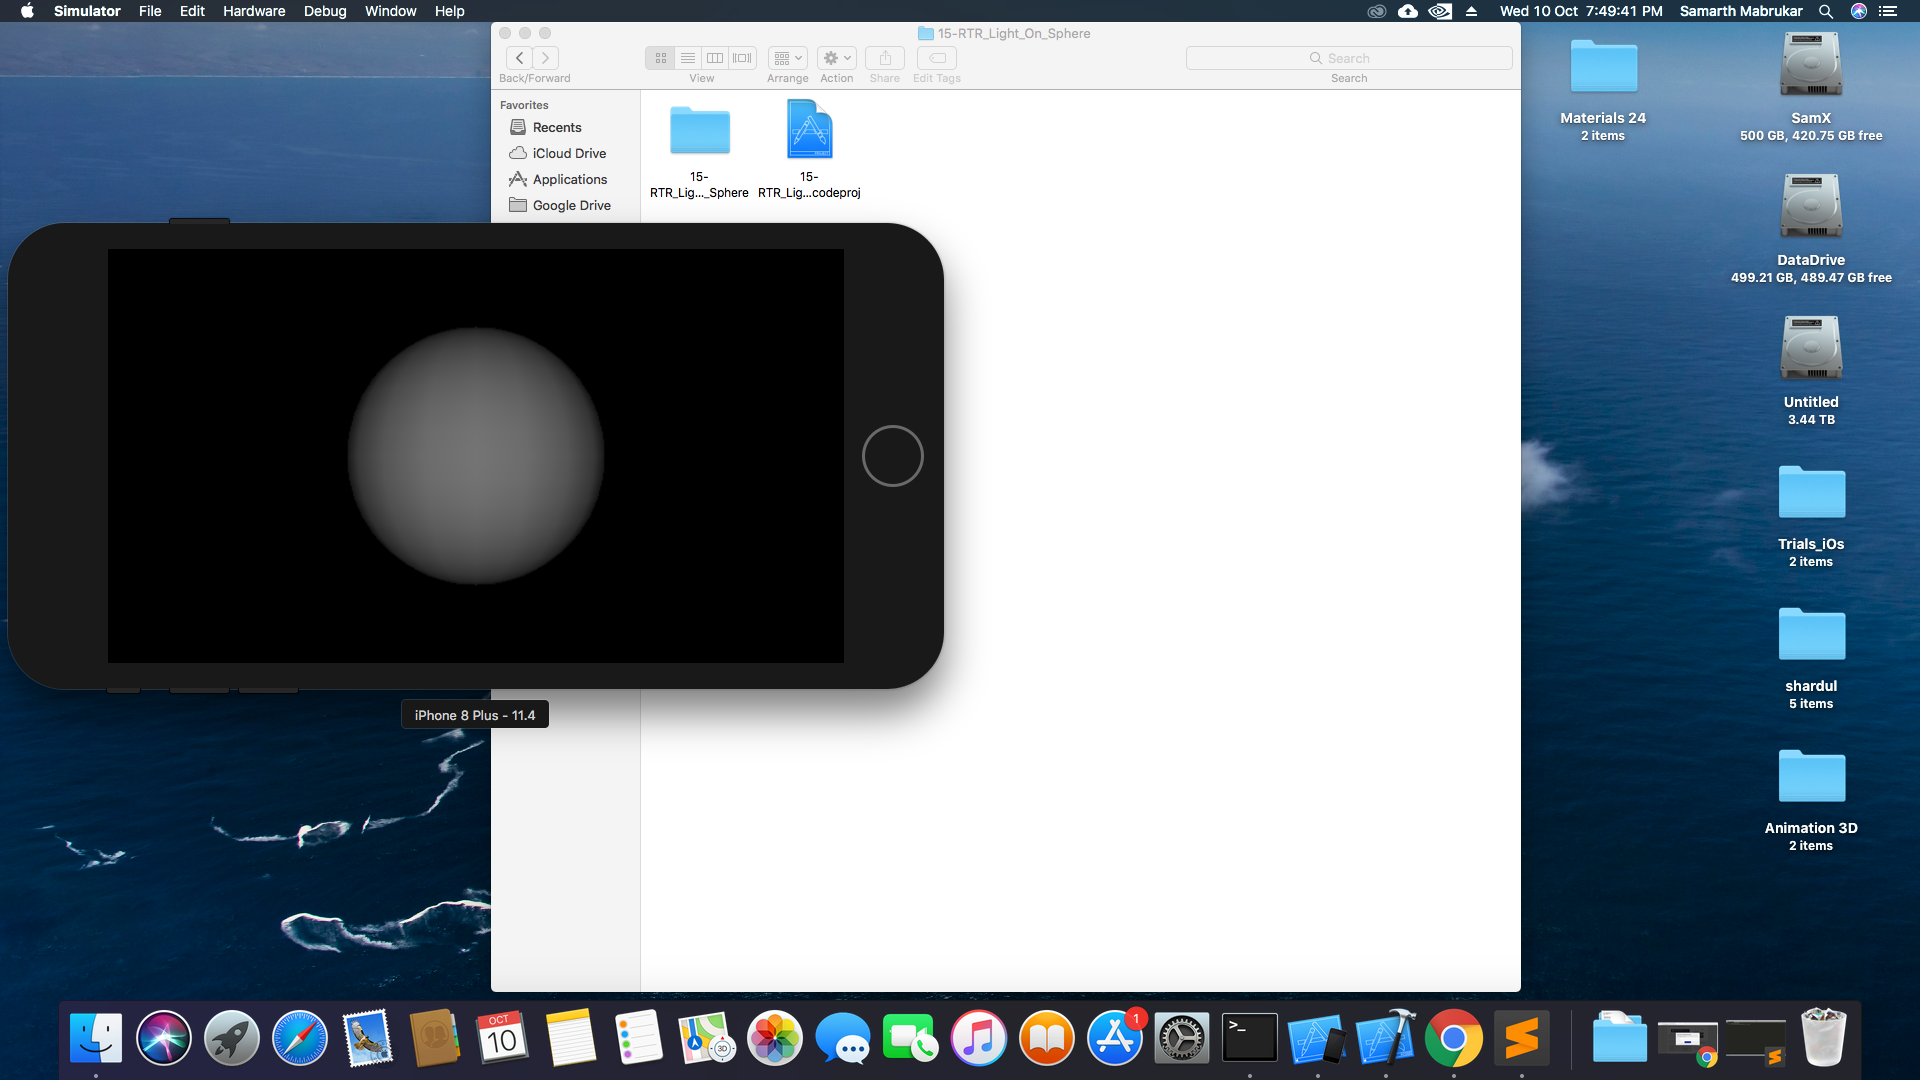 Simulator File Edit Hardware Debug Window Help
Wed 10 Oct 7:49:41 PM Samarth Mabrukar
15-RTR_Light_On_Sphere
Search
Back/Forward
View
Arrange
Action
Share
Edit Tags
Search
Favorites
Recents
iCloud Drive
Applications
Google Drive
15-
RTR_Lig..._Sphere
15-
RTR_Lig...codeproj
iPhone 8 Plus - 11.4
Materials 24
2 items
SamX
500 GB, 420.75 GB free
DataDrive
499.21 GB, 489.47 GB free
Untitled
3.44 TB
Trials_iOs
2 items
shardul
5 items
Animation 3D
2 items
OCT
10
3D
1
>_